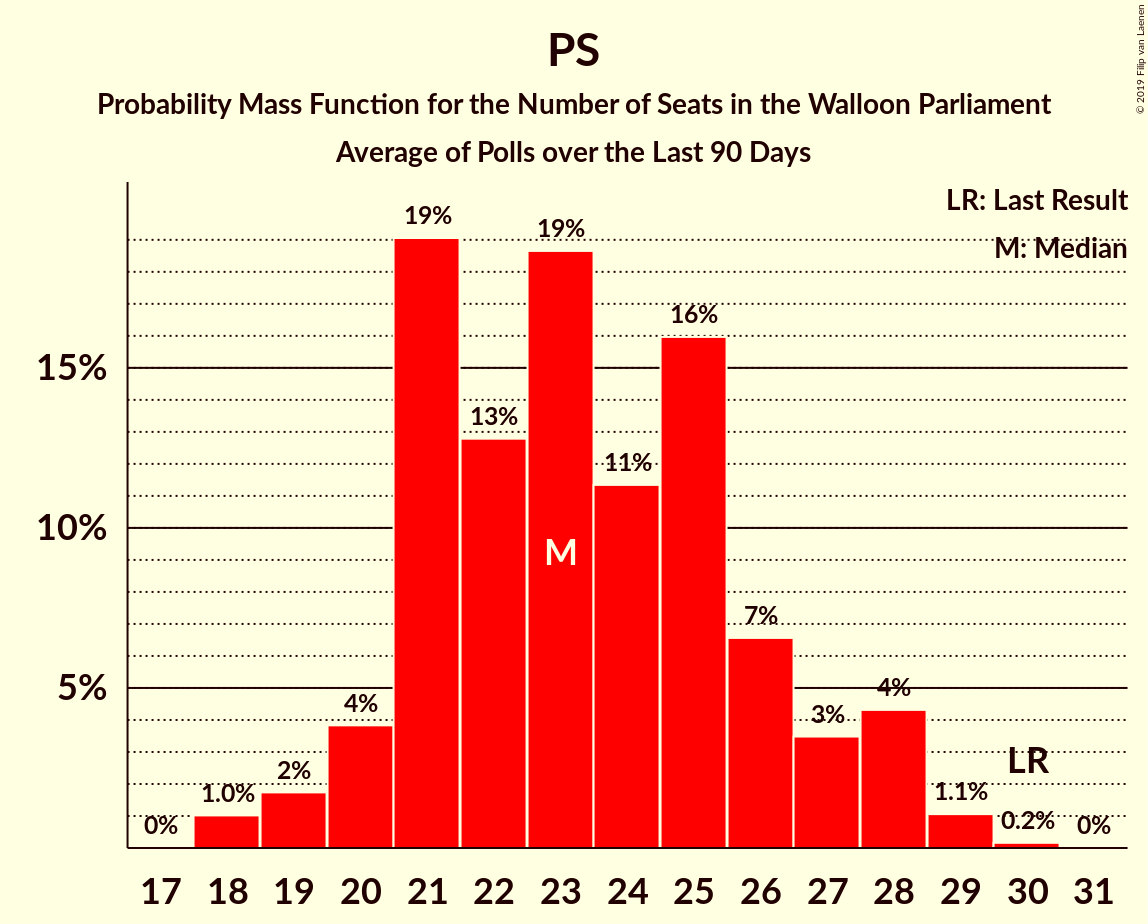 PS
Probability Mass Function for the Number of Seats in the Walloon Parliament
Average of Polls over the Last 90 Days
© 2019 Filip van Laenen
LR: Last Result
M: Median
15%
10%
5%
0%
1.0%
2%
4%
19%
13%
19%
11%
16%
7%
3%
4%
1.1%
0.2%
0%
M
LR
17 18 19 20 21 22 23 24 25 26 27 28 29 30 31